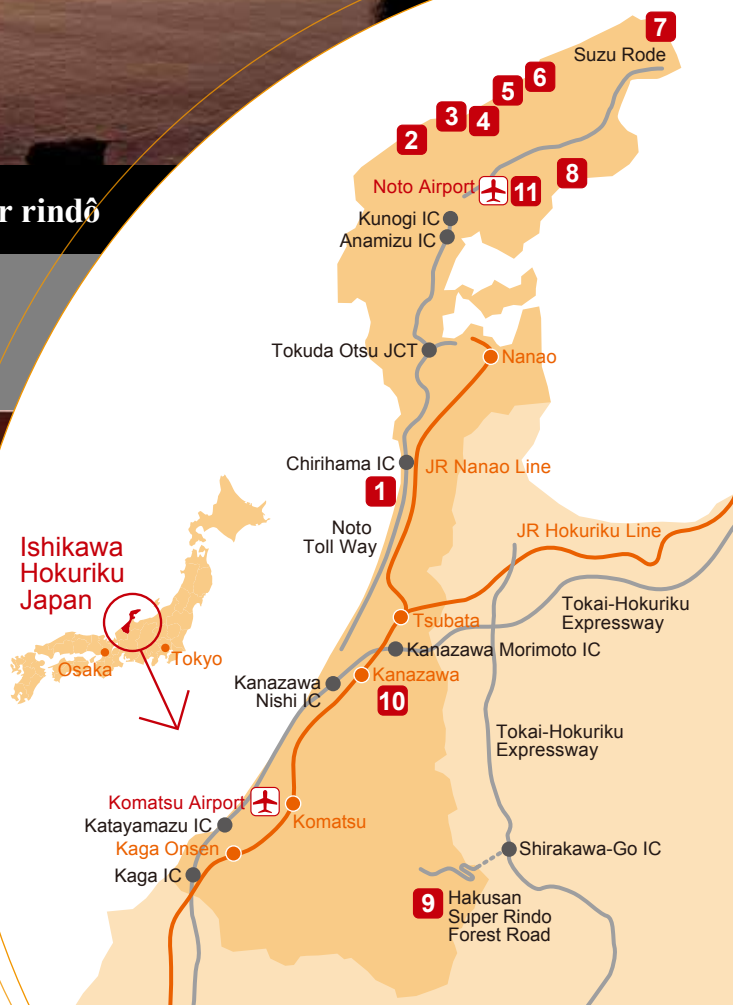 7
Suzu Rode
6
5
3
4
2
8
r rindô
Noto Airport
11
Kunogi IC
Anamizu IC
Tokuda Otsu JCT
Nanao
Chirihama IC
JR Nanao Line
1
Noto
Toll Way
JR Hokuriku Line
Ishikawa
Hokuriku
Japan
Tokai-Hokuriku
Expressway
Tsubata
Kanazawa Morimoto IC
Osaka
Tokyo
Kanazawa
Kanazawa
Nishi IC
10
Tokai-Hokuriku
Expressway
Komatsu Airport
Komatsu
Katayamazu IC
Kaga Onsen
Shirakawa-Go IC
Kaga IC
9
Hakusan
Super Rindo
Forest Road